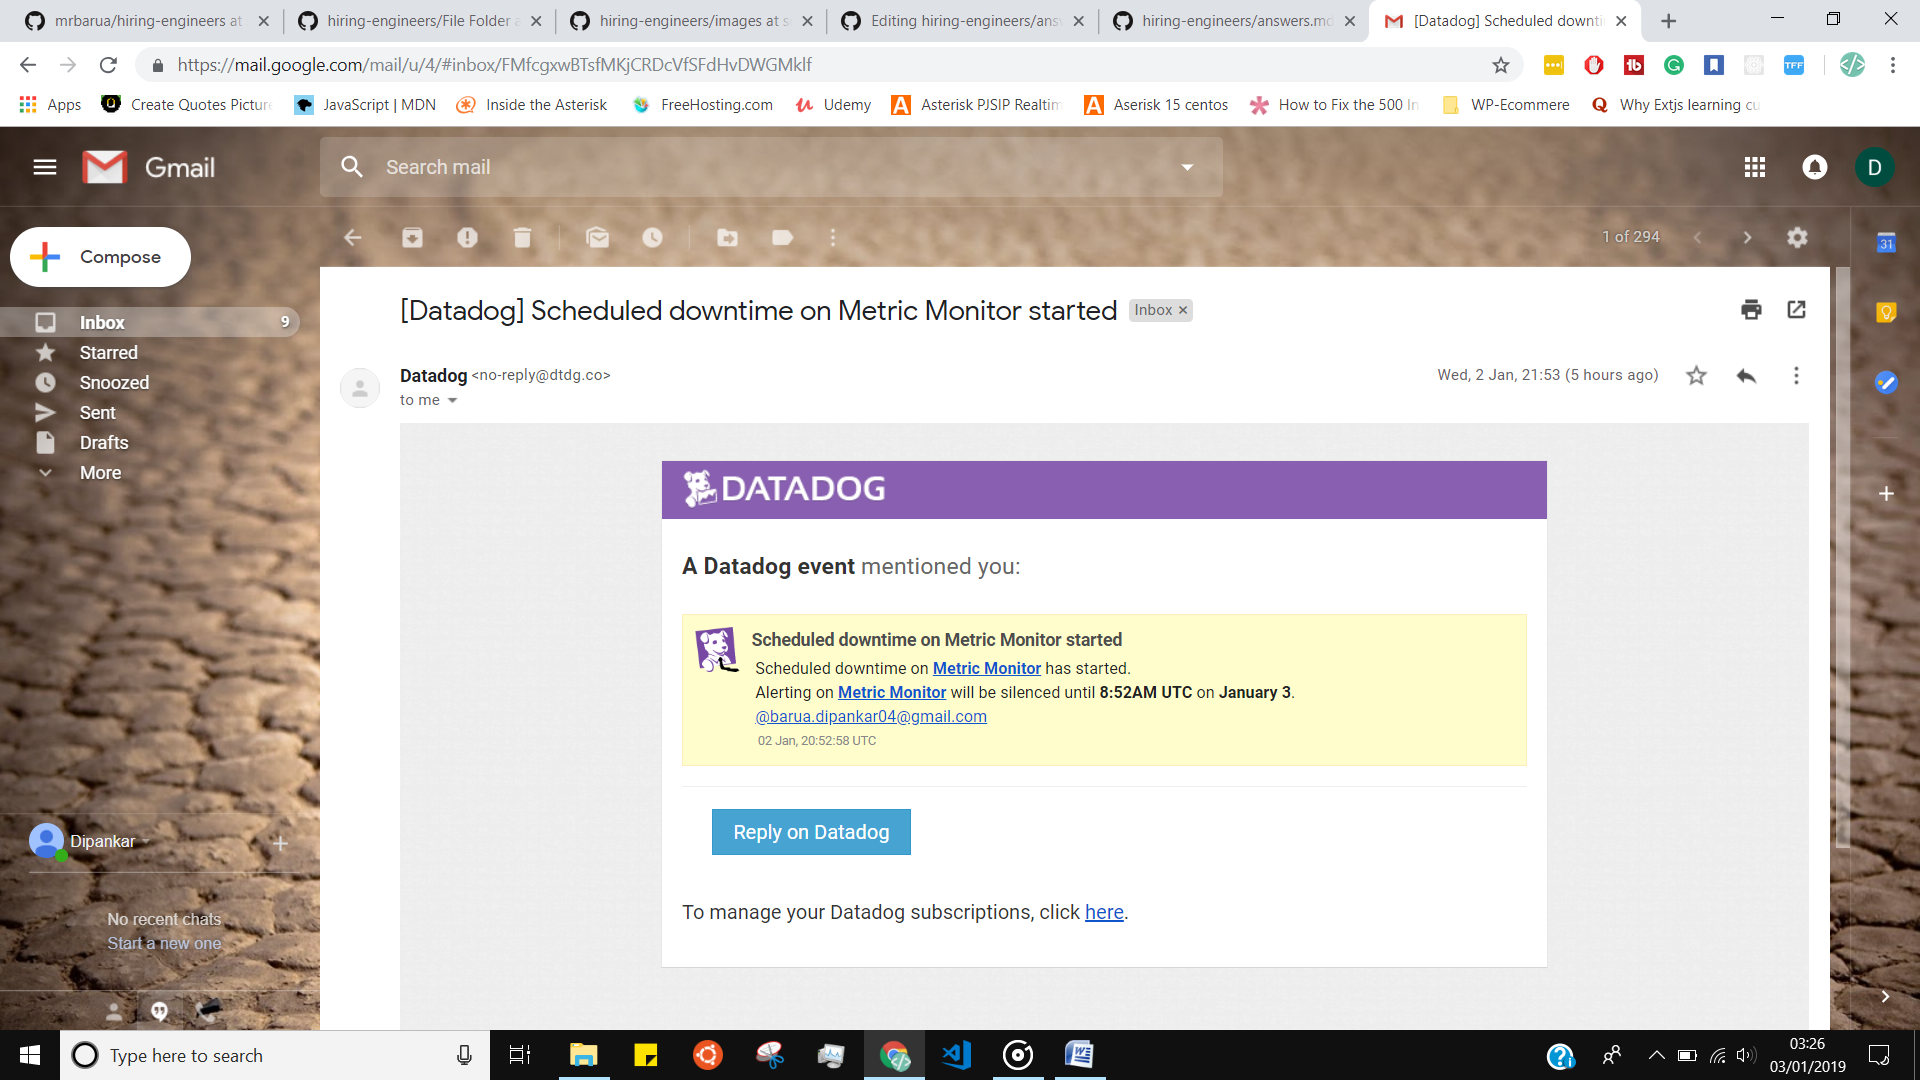 mrbarua/hiring-engineers at
hiring-engineers/File Folder a
hiring-engineers/images at s
Editing hiring-engineers/ans
hiring-engineers/answers.md
[Datadog] Scheduled downti
https://mail.google.com/mail/u/4/#inbox/FMfcgxwBTsfMKjCRDcVfSFdHvDWGMklf
Apps
Create Quotes Picture
JavaScript | MDN
Inside the Asterisk
FreeHosting.com
Udemy
Asterisk PJSIP Realtim
Aserisk 15 centos
How to Fix the 500 In
WP-Ecommere
Why Extjs learning cu
Gmail
Search mail
D
Compose
1 of 294
31
Inbox 9
Starred
Snoozed
Sent
Drafts
More
[Datadog] Scheduled downtime on Metric Monitor started
Inbox
Datadog <no-reply@dtdg.co>
Wed, 2 Jan, 21:53 (5 hours ago)
to me
DATADOG
A Datadog event mentioned you:
Scheduled downtime on Metric Monitor started
Scheduled downtime on Metric Monitor has started.
Alerting on Metric Monitor will be silenced until 8:52AM UTC on January 3.
@barua.dipankar04@gmail.com
02 Jan, 20:52:58 UTC
Reply on Datadog
To manage your Datadog subscriptions, click here.
Dipankar
No recent chats
Start a new one
Type here to search
03:26
03/01/2019